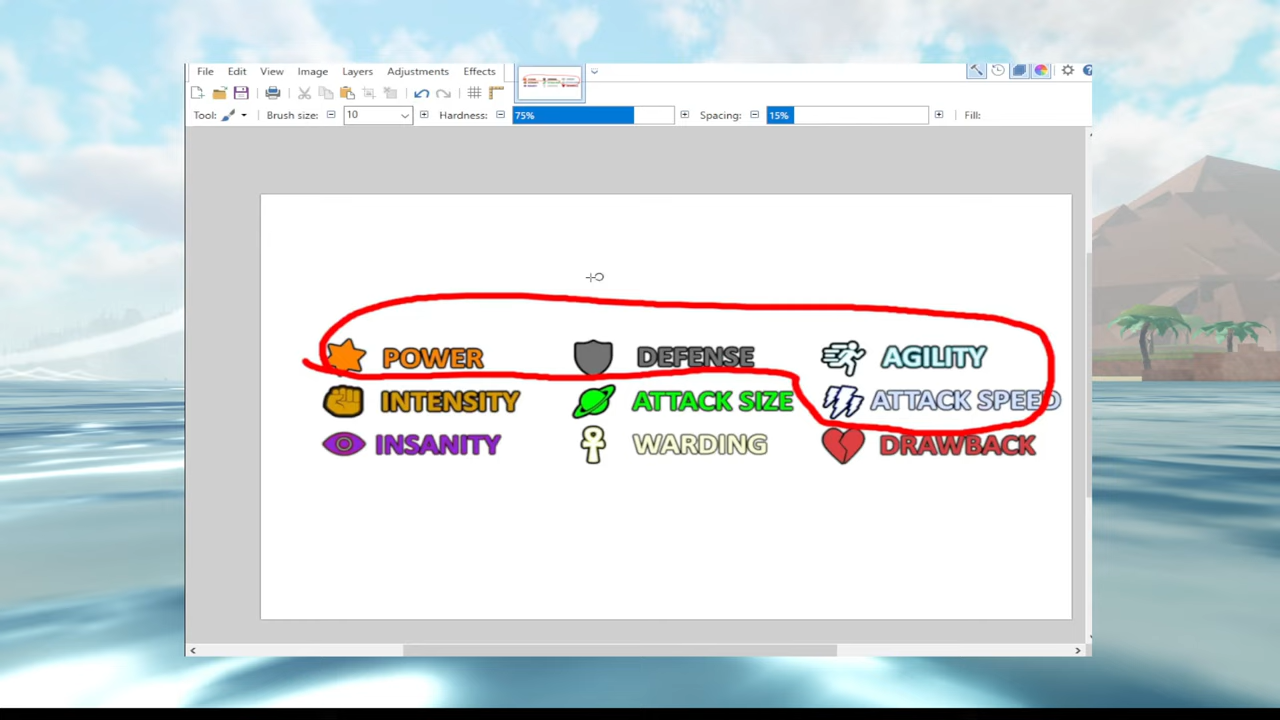 File Edit View Image Layers Adjustments Effects
Tool: Brush size: 10 Hardness: 75% Spacing: 15% Fill:
POWER DEFENSE AGILITY
INTENSITY ATTACK SIZE ATTACK SPEED
INSANITY WARDING DRAWBACK